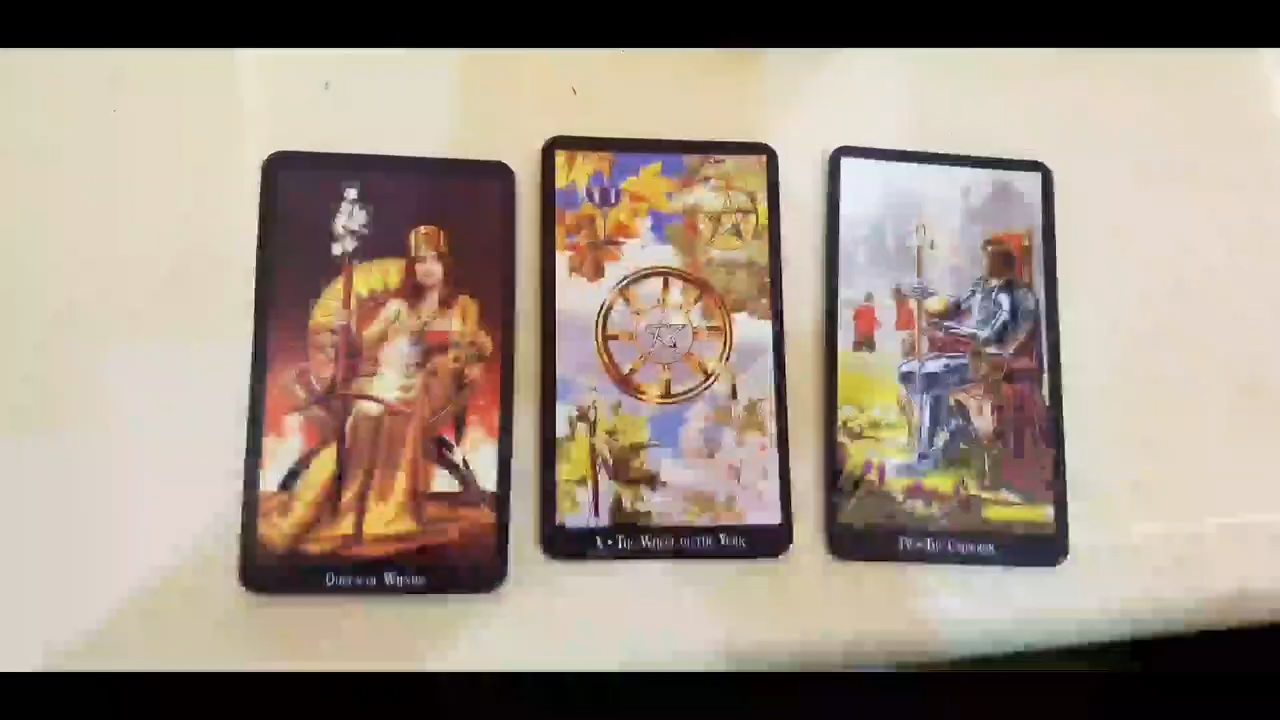 Queen of Wands
X • The Wheel of the Year
IV • The Emperor